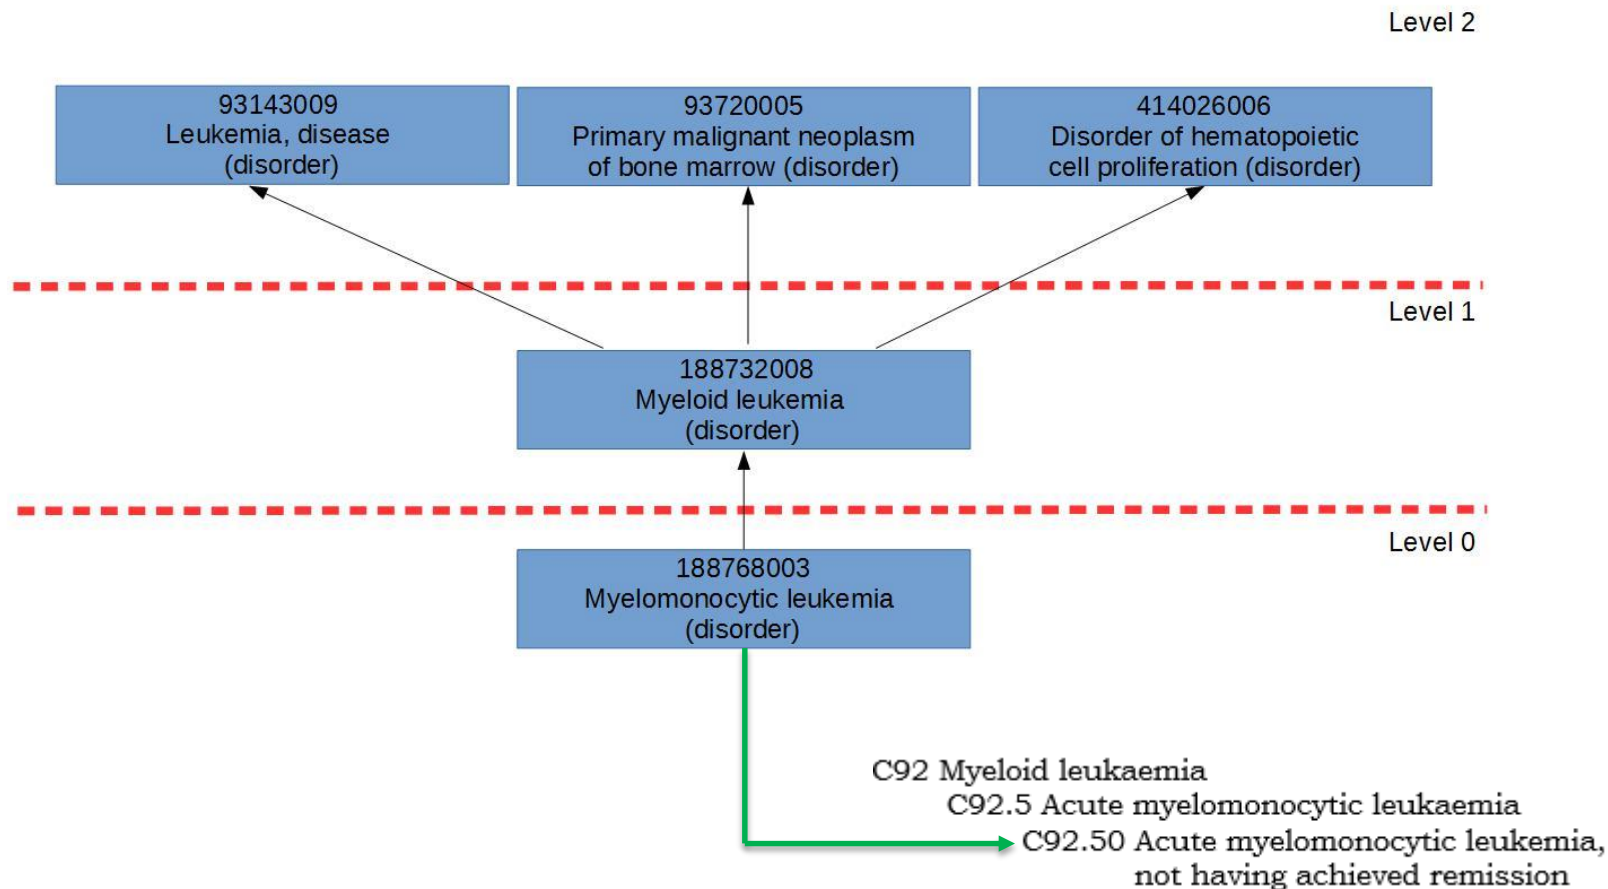 Level 2
93143009
Leukemia, disease
(disorder)
93720005
Primary malignant neoplasm
of bone marrow (disorder)
414026006
Disorder of hematopoietic
cell proliferation (disorder)
Level 1
188732008
Myeloid leukemia
(disorder)
Level 0
188768003
Myelomonocytic leukemia
(disorder)
C92 Myeloid leukaemia
C92.5 Acute myelomonocytic leukaemia
C92.50 Acute myelomonocytic leukemia,
not having achieved remission